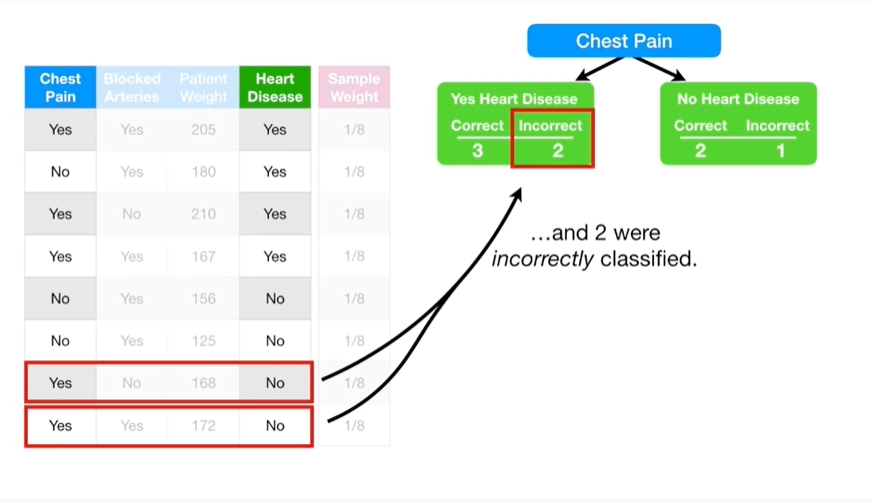 Chest Pain
Chest Pain Blocked Arteries Patient Weight Heart Disease Sample Weight
Yes Yes 205 Yes 1/8
No Yes 180 Yes 1/8
Yes No 210 Yes 1/8
Yes Yes 167 Yes 1/8
No Yes 156 No 1/8
No Yes 125 No 1/8
Yes No 168 No 1/8
Yes Yes 172 No 1/8
Yes Heart Disease
Correct Incorrect
3 2
No Heart Disease
Correct Incorrect
2 1
...and 2 were
incorrectly classified.